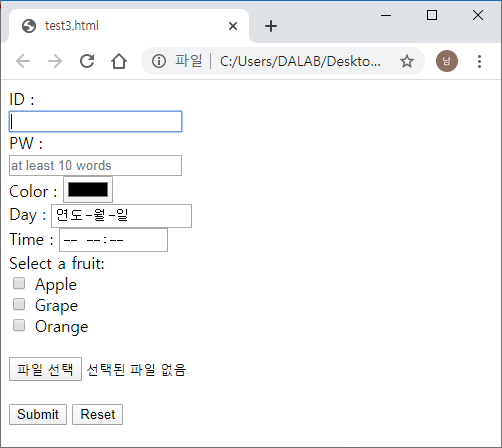 test3.html
파일 C:/Users/DALAB/Deskto...
남
ID :
PW :
at least 10 words
Color :
Day : 연도-월-일
Time : -- --:--
Select a fruit:
Apple
Grape
Orange
파일 선택 선택된 파일 없음
Submit Reset